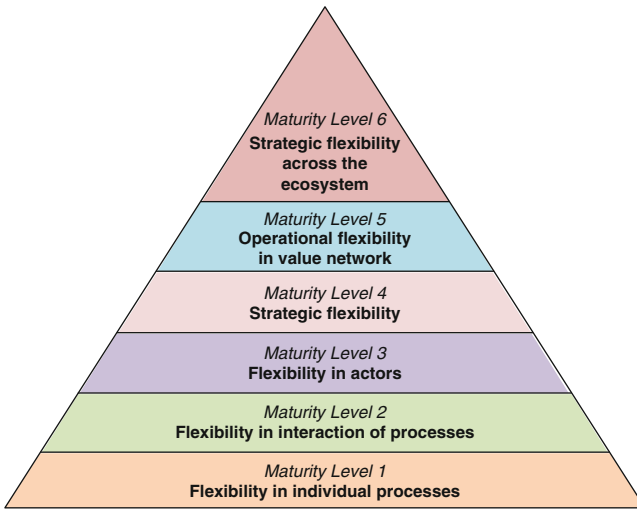 Maturity Level 6
Strategic flexibility
across the
ecosystem
Maturity Level 5
Operational flexibility
in value network
Maturity Level 4
Strategic flexibility
Maturity Level 3
Flexibility in actors
Maturity Level 2
Flexibility in interaction of processes
Maturity Level 1
Flexibility in individual processes